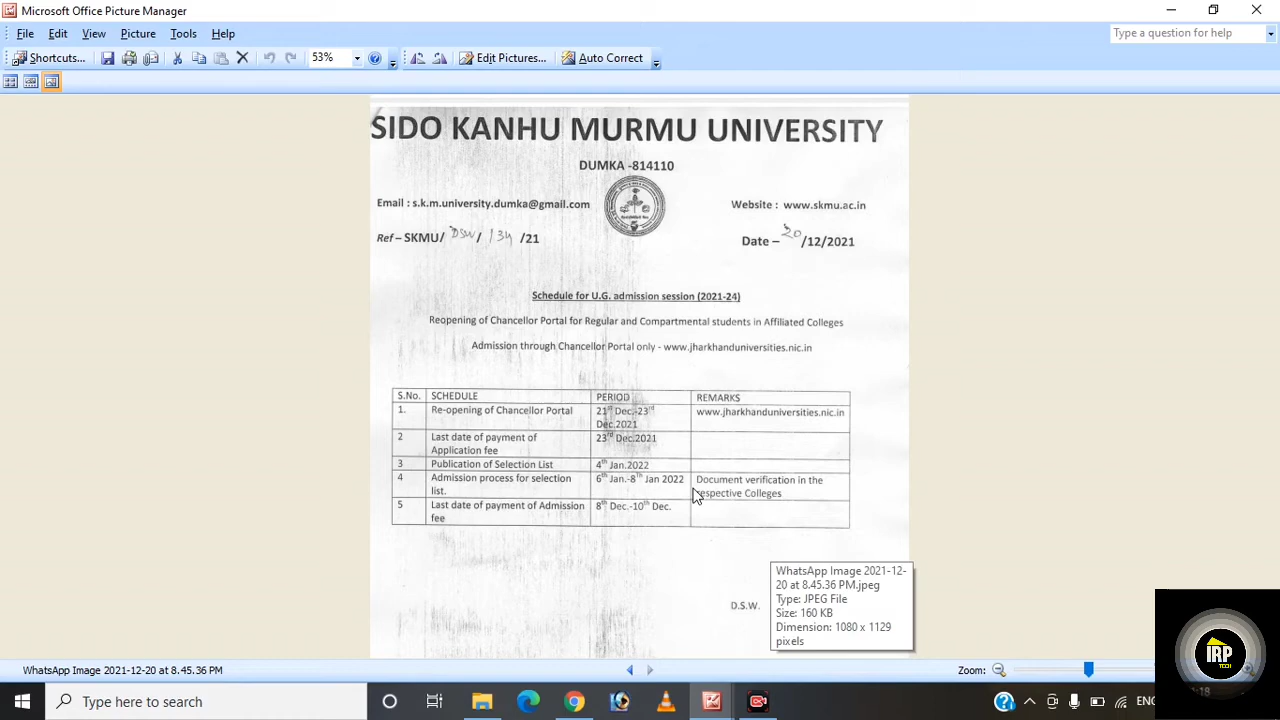 Microsoft Office Picture Manager
File Edit View Picture Tools Help
Type a question for help
Shortcuts... 53% Edit Pictures... Auto Correct
SIDO KANHU MURMU UNIVERSITY
DUMKA -814110
Email : s.k.m.university.dumka@gmail.com Website : www.skmu.ac.in
Ref – SKMU/ DSW / 134 /21 Date – 20 /12/2021
Schedule for U.G. admission session (2021-24)
Reopening of Chancellor Portal for Regular and Compartmental students in Affiliated Colleges
Admission through Chancellor Portal only - www.jharkhanduniversities.nic.in
S.No. SCHEDULE PERIOD REMARKS
1. Re-opening of Chancellor Portal 21st Dec.-23rd www.jharkhanduniversities.nic.in
Dec.2021
2 Last date of payment of 23rd Dec.2021
Application fee
3 Publication of Selection List 4th Jan.2022
4 Admission process for selection 6th Jan.-8th Jan 2022 Document verification in the
list. respective Colleges
5 Last date of payment of Admission 8th Dec.-10th Dec.
fee
D.S.W.
WhatsApp Image 2021-12-
20 at 8.45.36 PM.jpeg
Type: JPEG File
Size: 160 KB
Dimension: 1080 x 1129
pixels
WhatsApp Image 2021-12-20 at 8.45.36 PM Zoom:
IRP
TECH
Type here to search ENG
:18